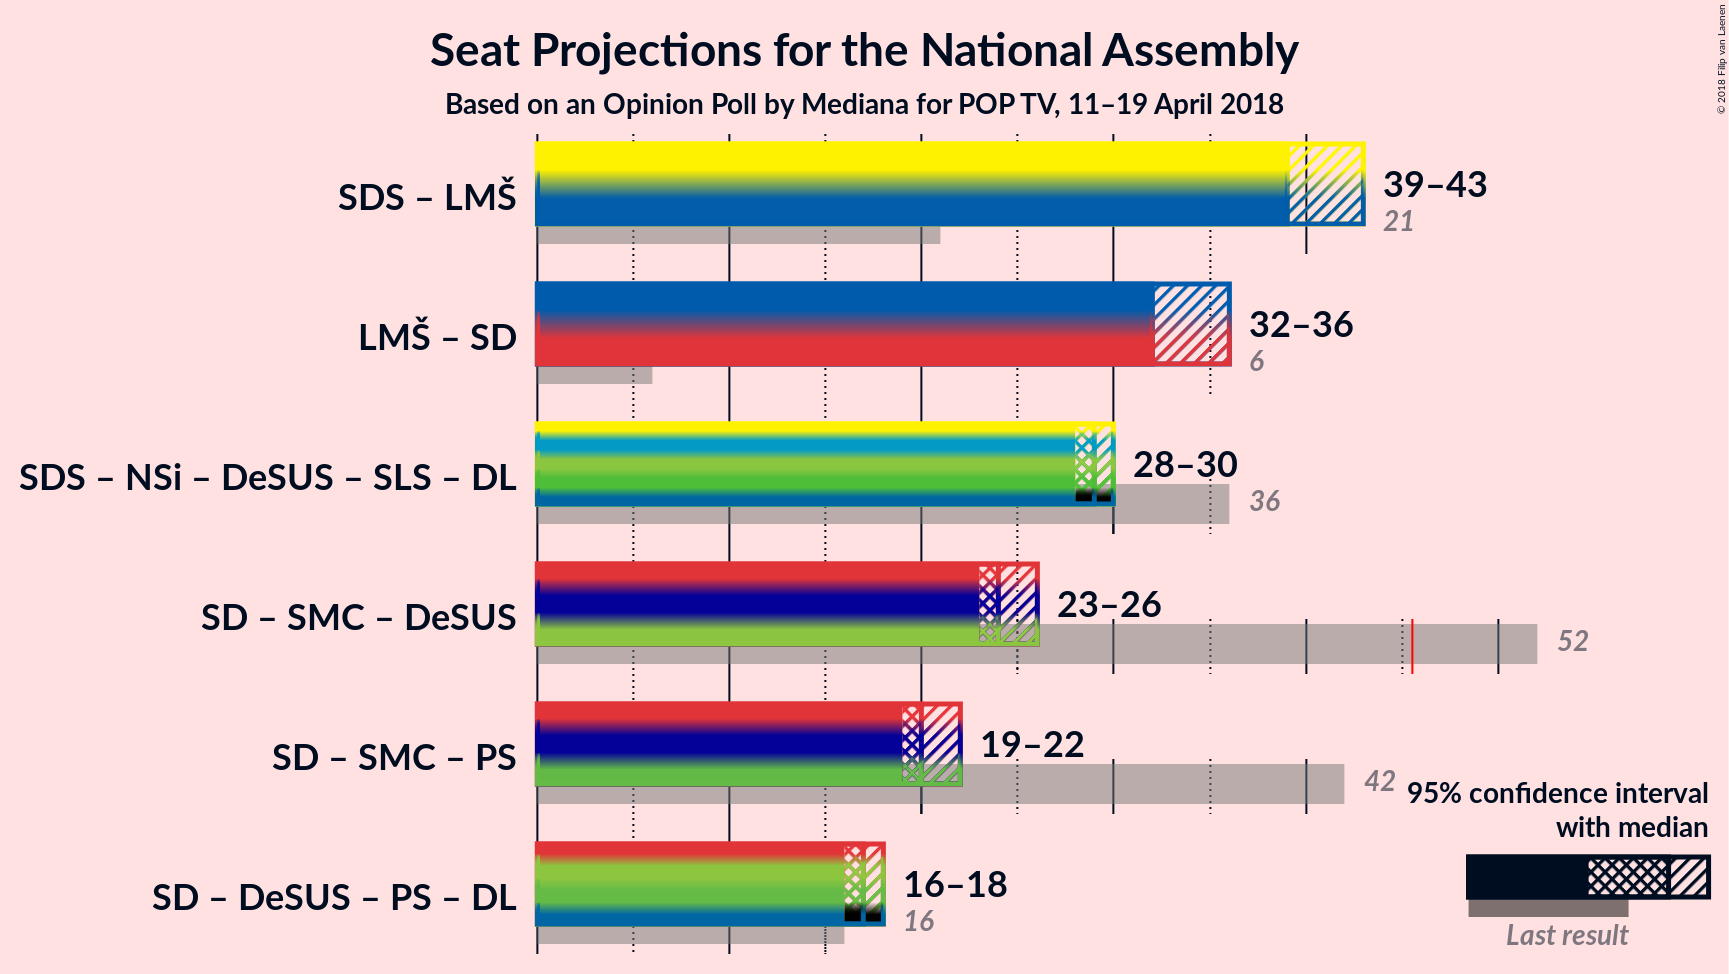 Seat Projections for the National Assembly
Based on an Opinion Poll by Mediana for POP TV, 11–19 April 2018
© 2018 Filip van Laenen
SDS – LMŠ
39–43
21
LMŠ – SD
32–36
6
SDS – NSi – DeSUS – SLS – DL
28–30
36
SD – SMC – DeSUS
23–26
52
SD – SMC – PS
19–22
42
SD – DeSUS – PS – DL
16–18
16
95% confidence interval
with median
Last result